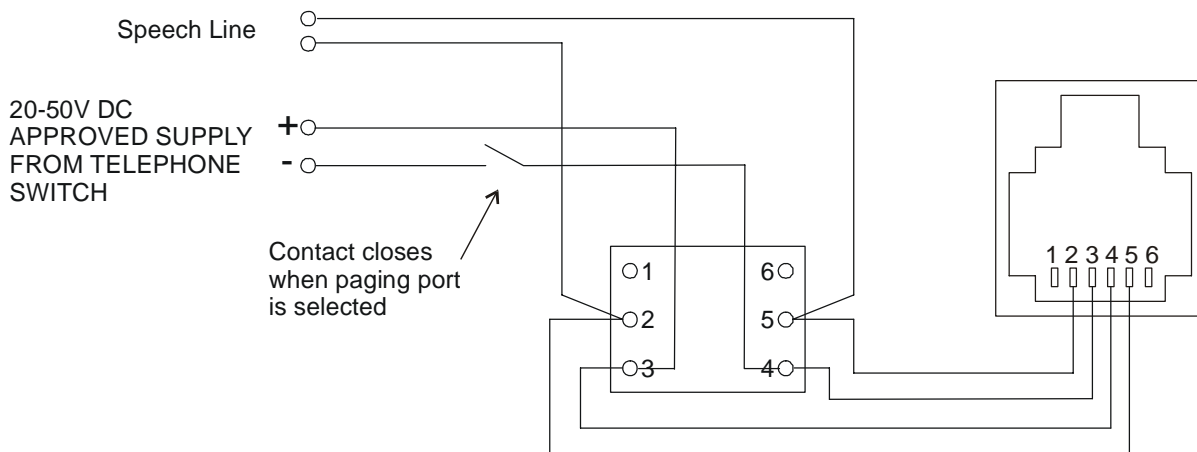 Speech Line
20-50V DC
APPROVED SUPPLY
FROM TELEPHONE
SWITCH
+
-
Contact closes
when paging port
is selected
1 6
2 5
3 4
1 2 3 4 5 6